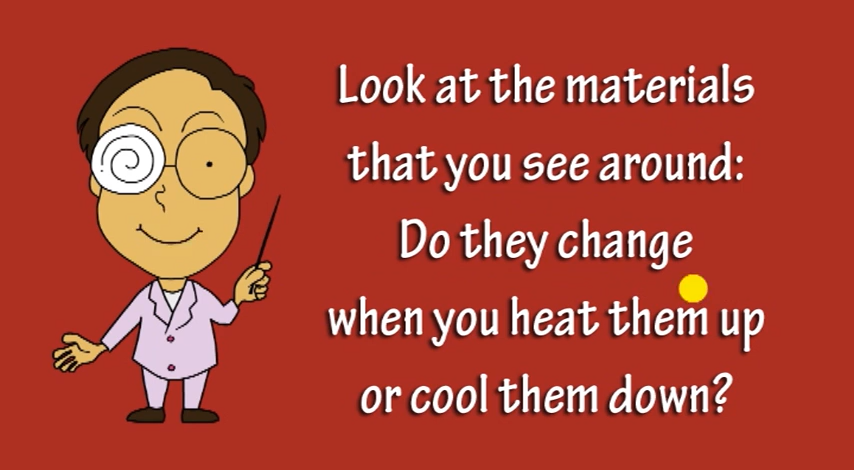 Look at the materials
that you see around:
Do they change
when you heat them up
or cool them down?